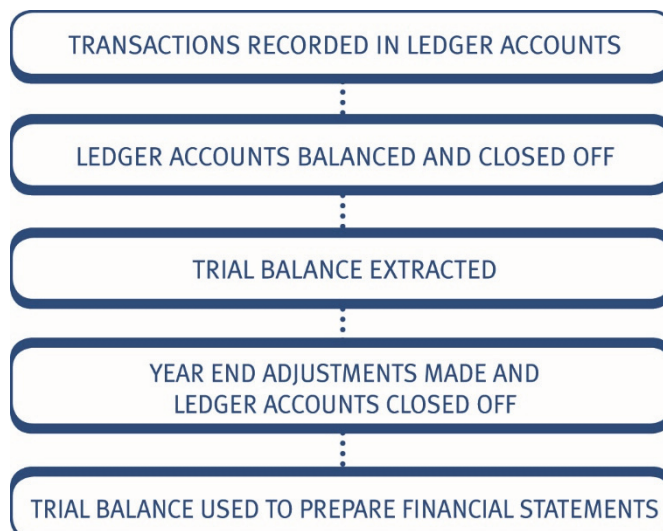 TRANSACTIONS RECORDED IN LEDGER ACCOUNTS
LEDGER ACCOUNTS BALANCED AND CLOSED OFF
TRIAL BALANCE EXTRACTED
YEAR END ADJUSTMENTS MADE AND
LEDGER ACCOUNTS CLOSED OFF
TRIAL BALANCE USED TO PREPARE FINANCIAL STATEMENTS